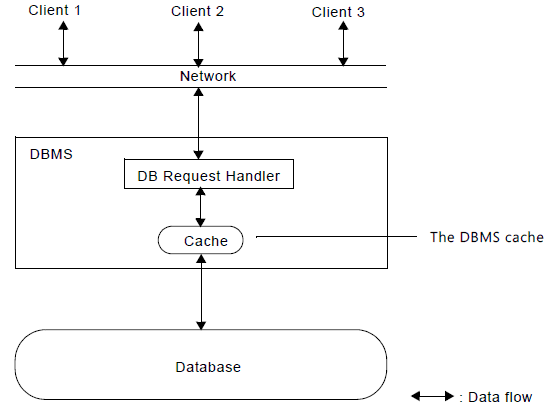 Client 1
Client 2
Client 3
Network
DBMS
DB Request Handler
Cache
The DBMS cache
Database
: Data flow